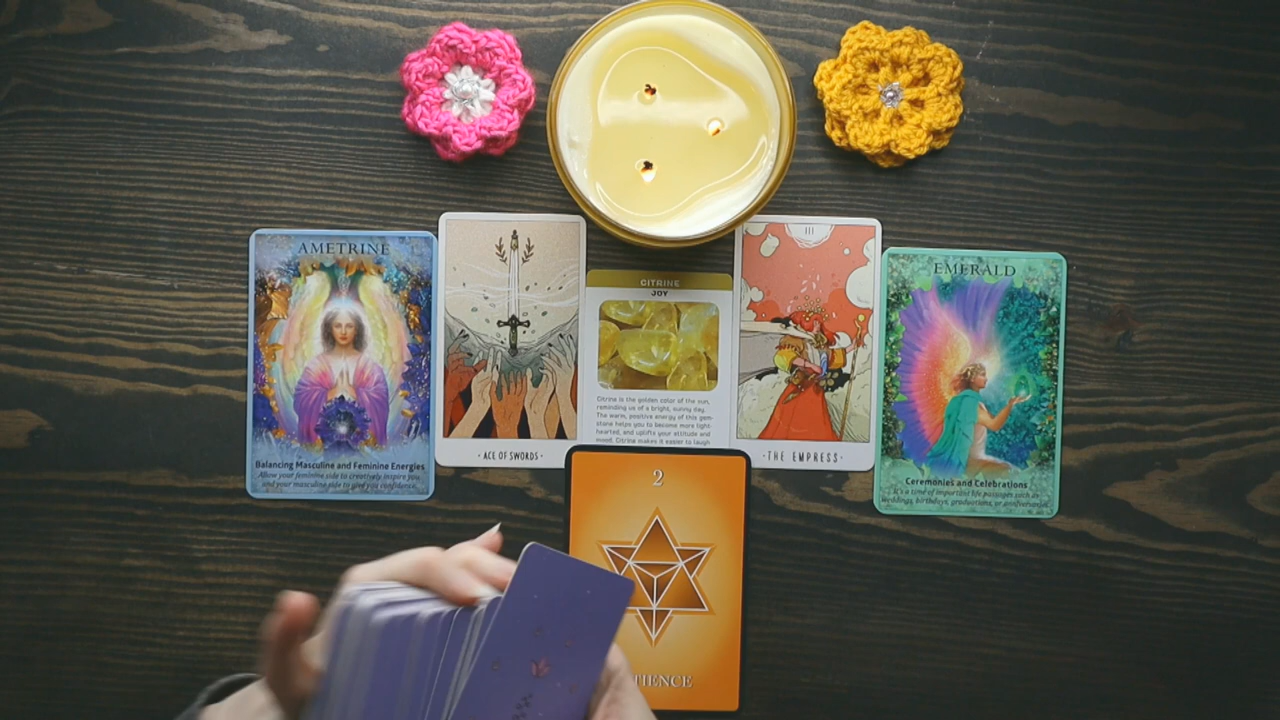 AMETRINE
Balancing Masculine and Feminine Energies
Allow your feminine side to creatively inspire you
and your masculine side to give you confidence.
· ACE OF SWORDS ·
CITRINE
JOY
Citrine is the golden color of the sun,
reminding us of a bright, sunny day.
The warm, positive energy of this gem-
stone helps you to become more light-
hearted, and uplifts your attitude and
mood. Citrine makes it easier to laugh
III
· THE EMPRESS ·
EMERALD
Ceremonies and Celebrations
It's a time of important life passages such as
weddings, birthdays, graduations, or anniversaries.
2
TIENCE